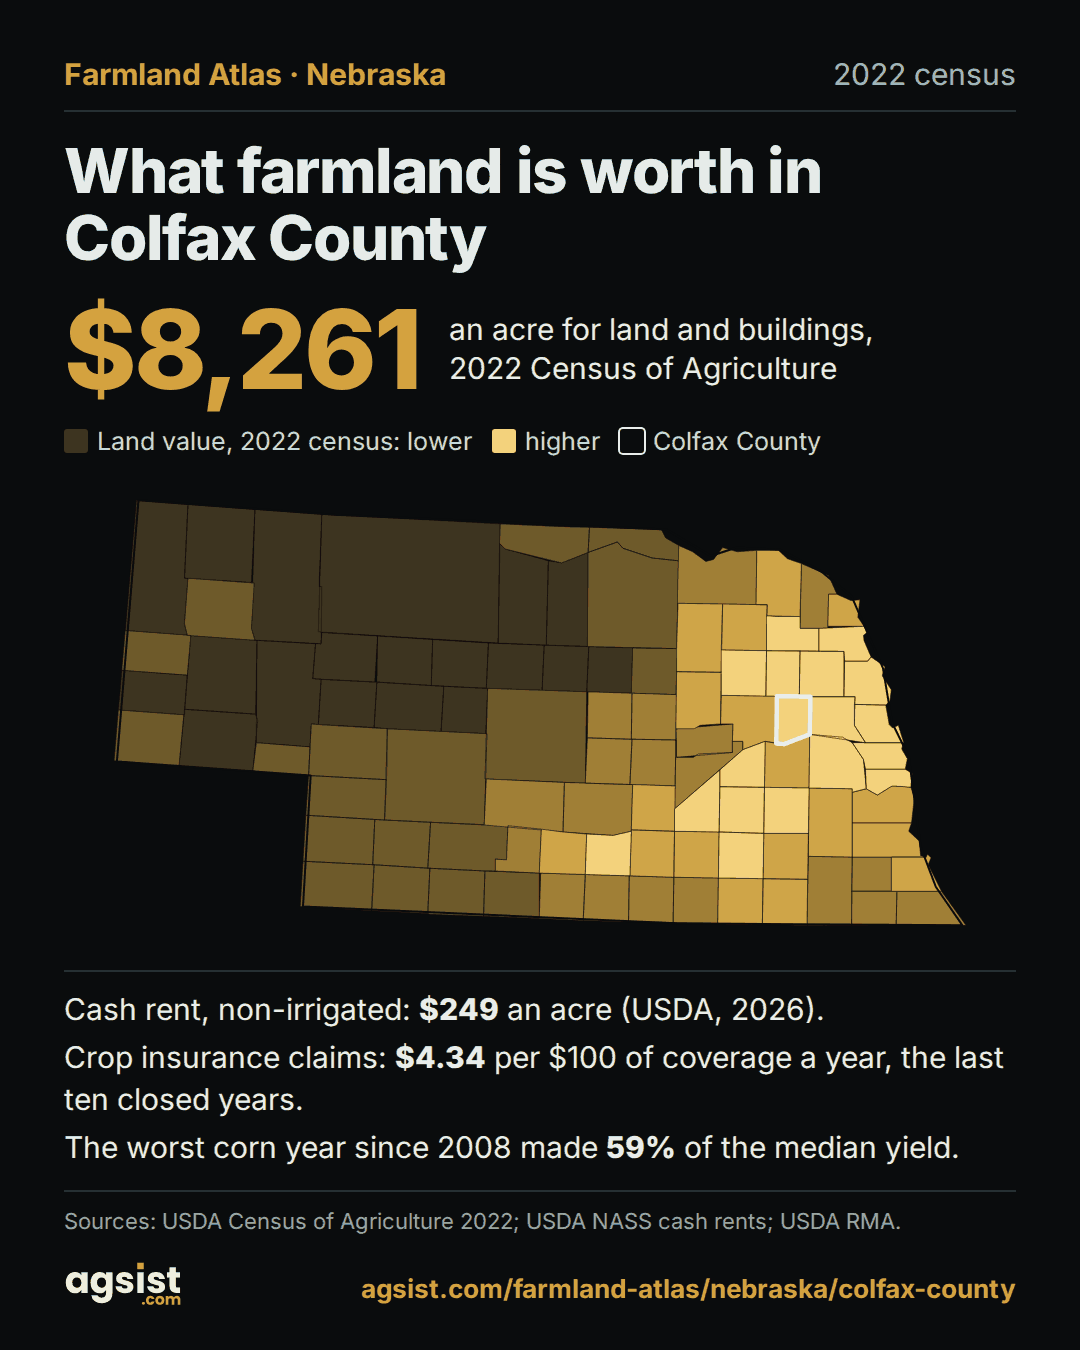 Farmland Atlas · Nebraska
2022 census
What farmland is worth in
Colfax County
$8,261
an acre for land and buildings,
2022 Census of Agriculture
Land value, 2022 census: lower
higher
Colfax County
Cash rent, non-irrigated: $249 an acre (USDA, 2026).
Crop insurance claims: $4.34 per $100 of coverage a year, the last
ten closed years.
The worst corn year since 2008 made 59% of the median yield.
Sources: USDA Census of Agriculture 2022; USDA NASS cash rents; USDA RMA.
agsist
.com
agsist.com/farmland-atlas/nebraska/colfax-county